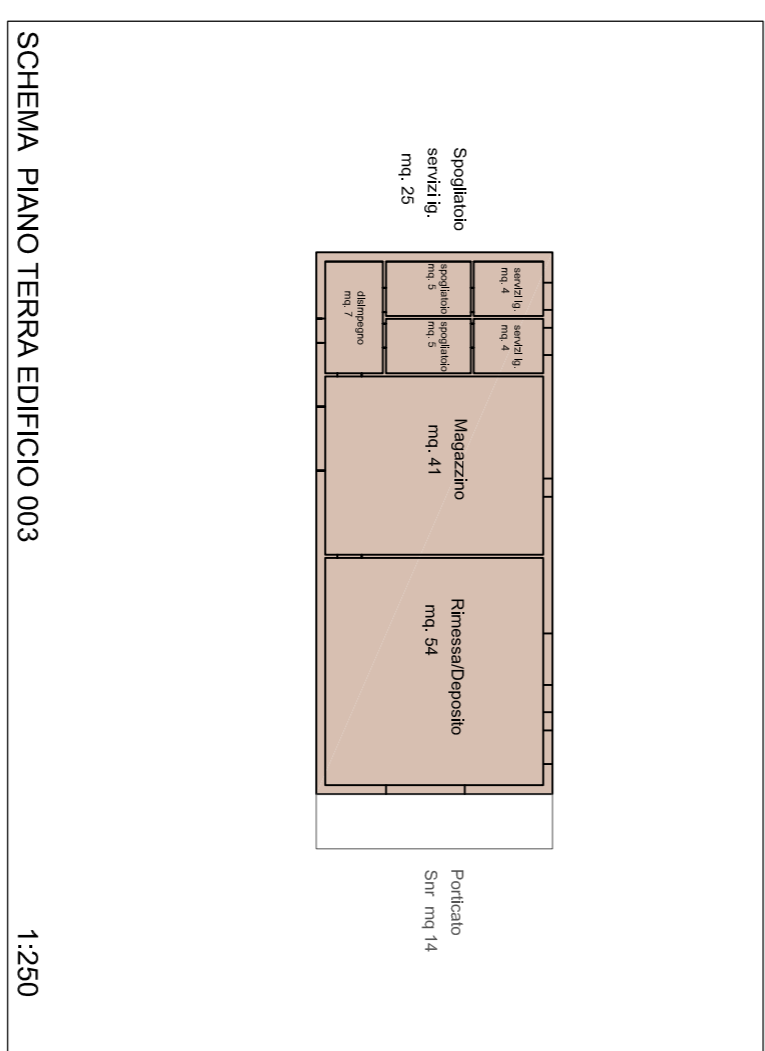 Spogliatoio
servizi ig.
mq. 25
servizi ig.
mq. 4
servizi ig.
mq. 4
spogliatoio
mq. 5
spogliatoio
mq. 5
disimpegno
mq. 7
Magazzino
mq. 41
Rimessa/Deposito
mq. 54
Porticato
Snr mq 14
SCHEMA PIANO TERRA EDIFICIO 003
1:250